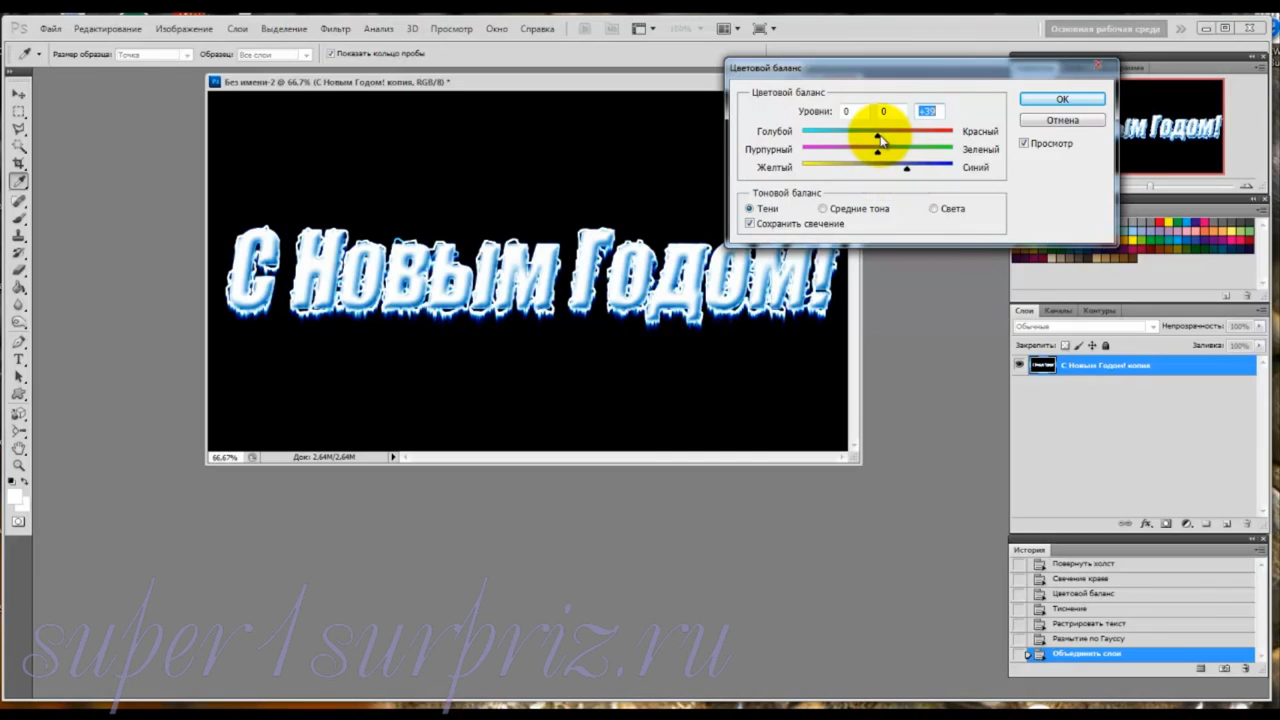 Ps Файл Редактирование Изображение Слои Выделение Фильтр Анализ 3D Просмотр Окно Справка 100% Основная рабочая среда
Размер образца: Точка Образец: Все слои Показать кольцо пробы
Без имени-2 @ 66.7% (С Новым Годом! копия, RGB/8) *
С Новым Годом!
66.67% Док: 2.64M/2.64M
Цветовой баланс
Цветовой баланс
Уровни: 0 0 +39
Голубой Красный
Пурпурный Зеленый
Желтый Синий
Тоновой баланс
Тени Средние тона Света
Сохранить свечение
OK
Отмена
Просмотр
Новым Годом!
Слои Каналы Контуры
Обычные Непрозрачность: 100%
Закрепить: Заливка: 100%
С Новым Годом! копия
История
Повернуть холст
Свечение краев
Цветовой баланс
Тиснение
Растрировать текст
Размытие по Гауссу
Объединить слои
super1surpriz.ru